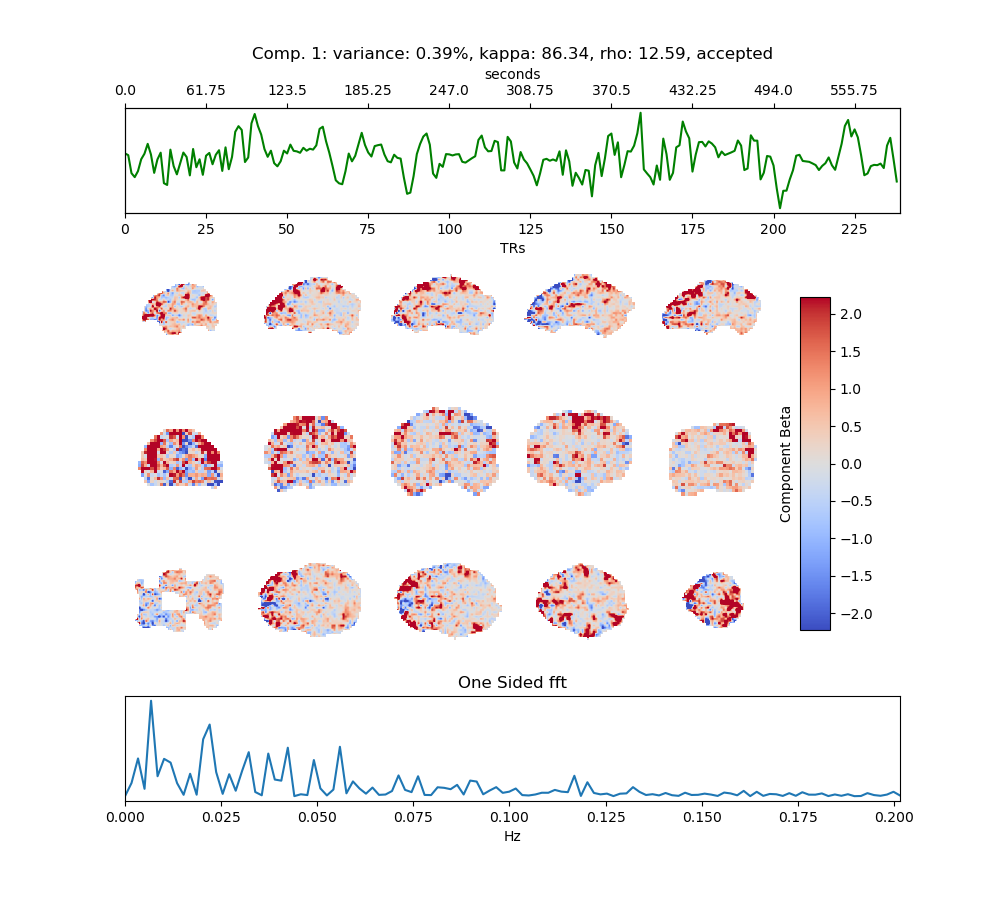 Comp. 1: variance: 0.39%, kappa: 86.34, rho: 12.59, accepted
seconds
0.0 61.75 123.5 185.25 247.0 308.75 370.5 432.25 494.0 555.75
0 25 50 75 100 125 150 175 200 225
TRs
2.0
1.5
1.0
0.5
0.0
−0.5
−1.0
−1.5
−2.0
Component Beta
One Sided fft
0.000 0.025 0.050 0.075 0.100 0.125 0.150 0.175 0.200
Hz